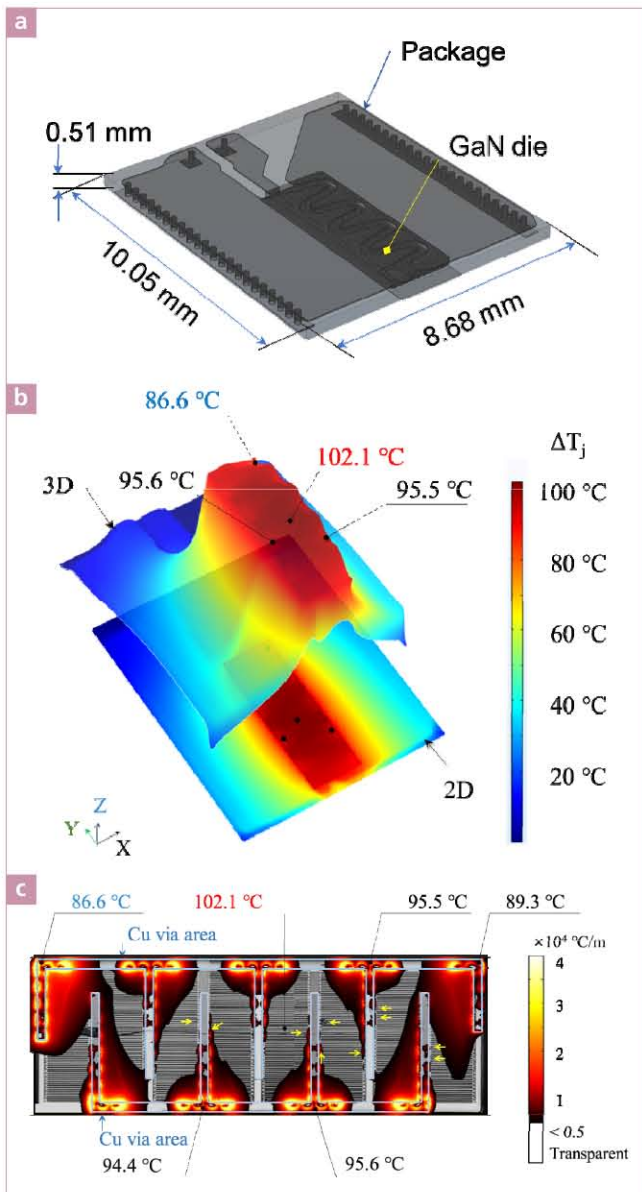 a
Package
0.51 mm
GaN die
10.05 mm
8.68 mm
b
86.6 °C
ΔTj
102.1 °C
95.6 °C
95.5 °C
3D
100 °C
80 °C
60 °C
40 °C
20 °C
2D
Z
Y
X
c
86.6 °C
102.1 °C
95.5 °C
89.3 °C
Cu via area
×10⁴ °C/m
4
3
2
1
< 0.5
Transparent
Cu via area
94.4 °C
95.6 °C